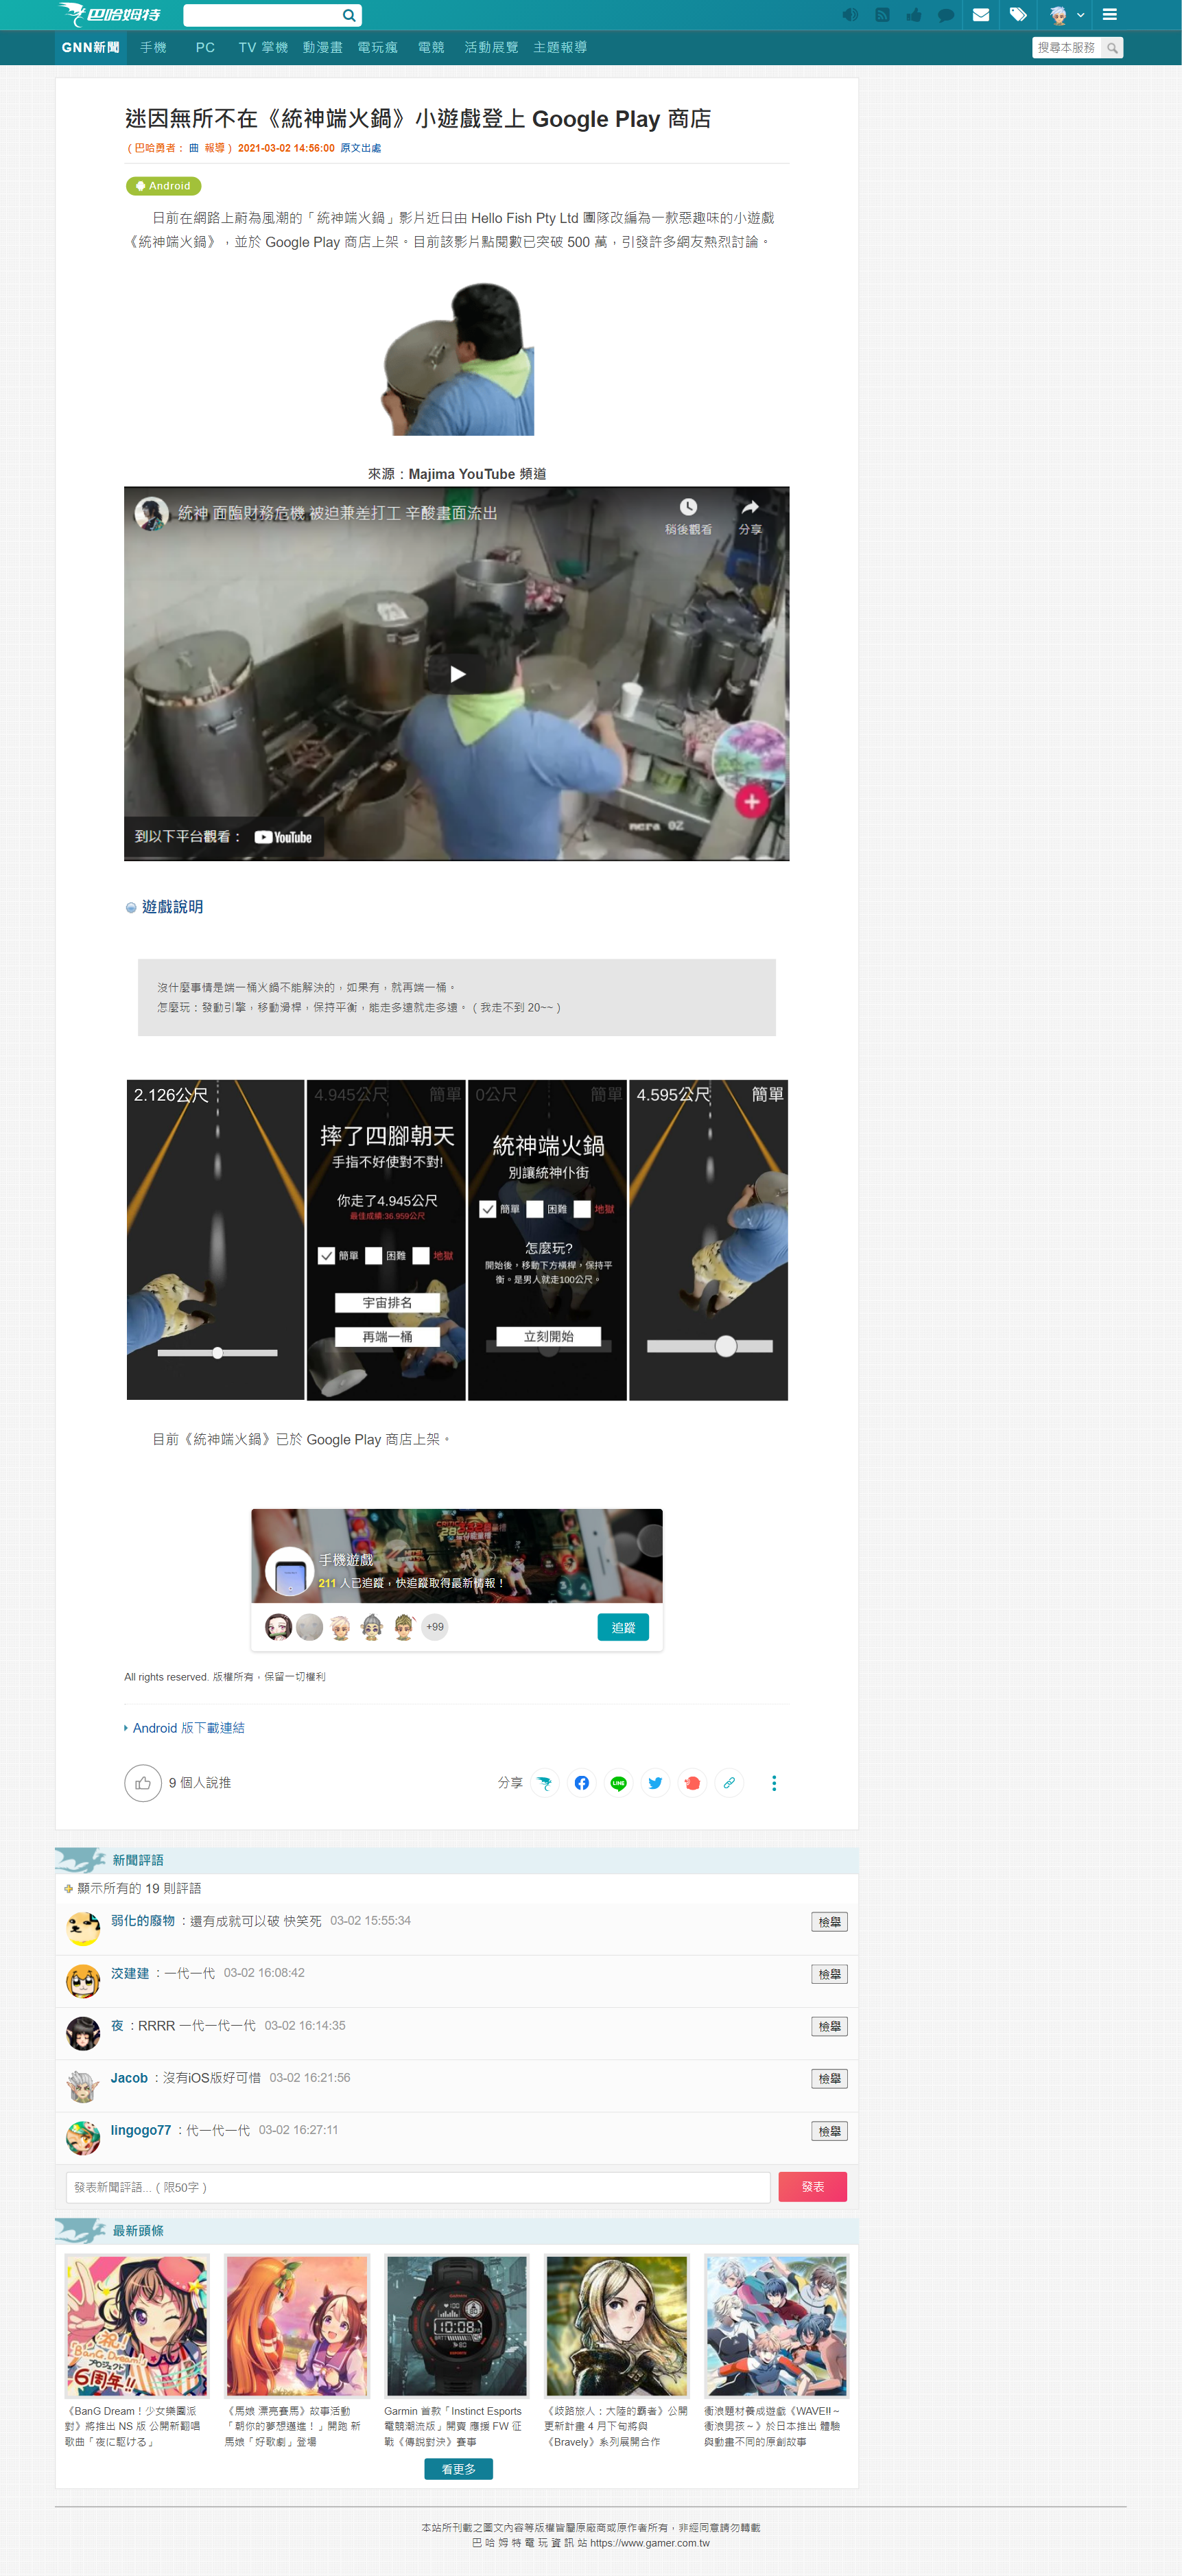 巴哈姆特
GNN新聞 手機 PC TV 掌機 動漫畫 電玩瘋 電競 活動展覽 主題報導 搜尋本服務
迷因無所不在《統神端火鍋》小遊戲登上 Google Play 商店
（巴哈勇者： 曲 報導） 2021-03-02 14:56:00 原文出處
Android
日前在網路上蔚為風潮的「統神端火鍋」影片近日由 Hello Fish Pty Ltd 團隊改編為一款惡趣味的小遊戲
《統神端火鍋》，並於 Google Play 商店上架。目前該影片點閱數已突破 500 萬，引發許多網友熱烈討論。
來源：Majima YouTube 頻道
統神 面臨財務危機 被迫兼差打工 辛酸畫面流出
稍後觀看 分享
mera 02
到以下平台觀看： YouTube
遊戲說明
沒什麼事情是端一桶火鍋不能解決的，如果有，就再端一桶。
怎麼玩：發動引擎，移動滑桿，保持平衡，能走多遠就走多遠。（我走不到 20~~）
2.126公尺
4.945公尺 簡單
摔了四腳朝天
手指不好使對不對!
你走了4.945公尺
最佳成績:36.959公尺
簡單 困難 地獄
宇宙排名
再端一桶
0公尺 簡單
統神端火鍋
別讓統神仆街
簡單 困難 地獄
怎麼玩?
開始後，移動下方橫桿，保持平
衡。是男人就走100公尺。
立刻開始
4.595公尺 簡單
目前《統神端火鍋》已於 Google Play 商店上架。
手機遊戲
211 人已追蹤，快追蹤取得最新情報！
+99
追蹤
All rights reserved. 版權所有，保留一切權利
Android 版下載連結
9 個人說推
分享
LINE
新聞評語
顯示所有的 19 則評語
弱化的廢物 ：還有成就可以破 快笑死 03-02 15:55:34 檢舉
洨建建 ：一代一代 03-02 16:08:42 檢舉
夜 ：RRRR 一代一代一代 03-02 16:14:35 檢舉
Jacob ：沒有iOS版好可惜 03-02 16:21:56 檢舉
lingogo77 ：代一代一代 03-02 16:27:11 檢舉
發表新聞評語...（限50字） 發表
最新頭條
祝!
BanG Dream!
プロジェクト
6周年!!
10:08
《BanG Dream！少女樂團派
對》將推出 NS 版 公開新翻唱
歌曲「夜に駆ける」
《馬娘 漂亮賽馬》故事活動
「朝你的夢想邁進！」開跑 新
馬娘「好歌劇」登場
Garmin 首款「Instinct Esports
電競潮流版」開賣 應援 FW 征
戰《傳說對決》賽事
《歧路旅人：大陸的霸者》公開
更新計畫 4 月下旬將與
《Bravely》系列展開合作
衝浪題材養成遊戲《WAVE!!～
衝浪男孩～》於日本推出 體驗
與動畫不同的原創故事
看更多
本站所刊載之圖文內容等版權皆屬原廠商或原作者所有，非經同意請勿轉載
巴 哈 姆 特 電 玩 資 訊 站 https://www.gamer.com.tw